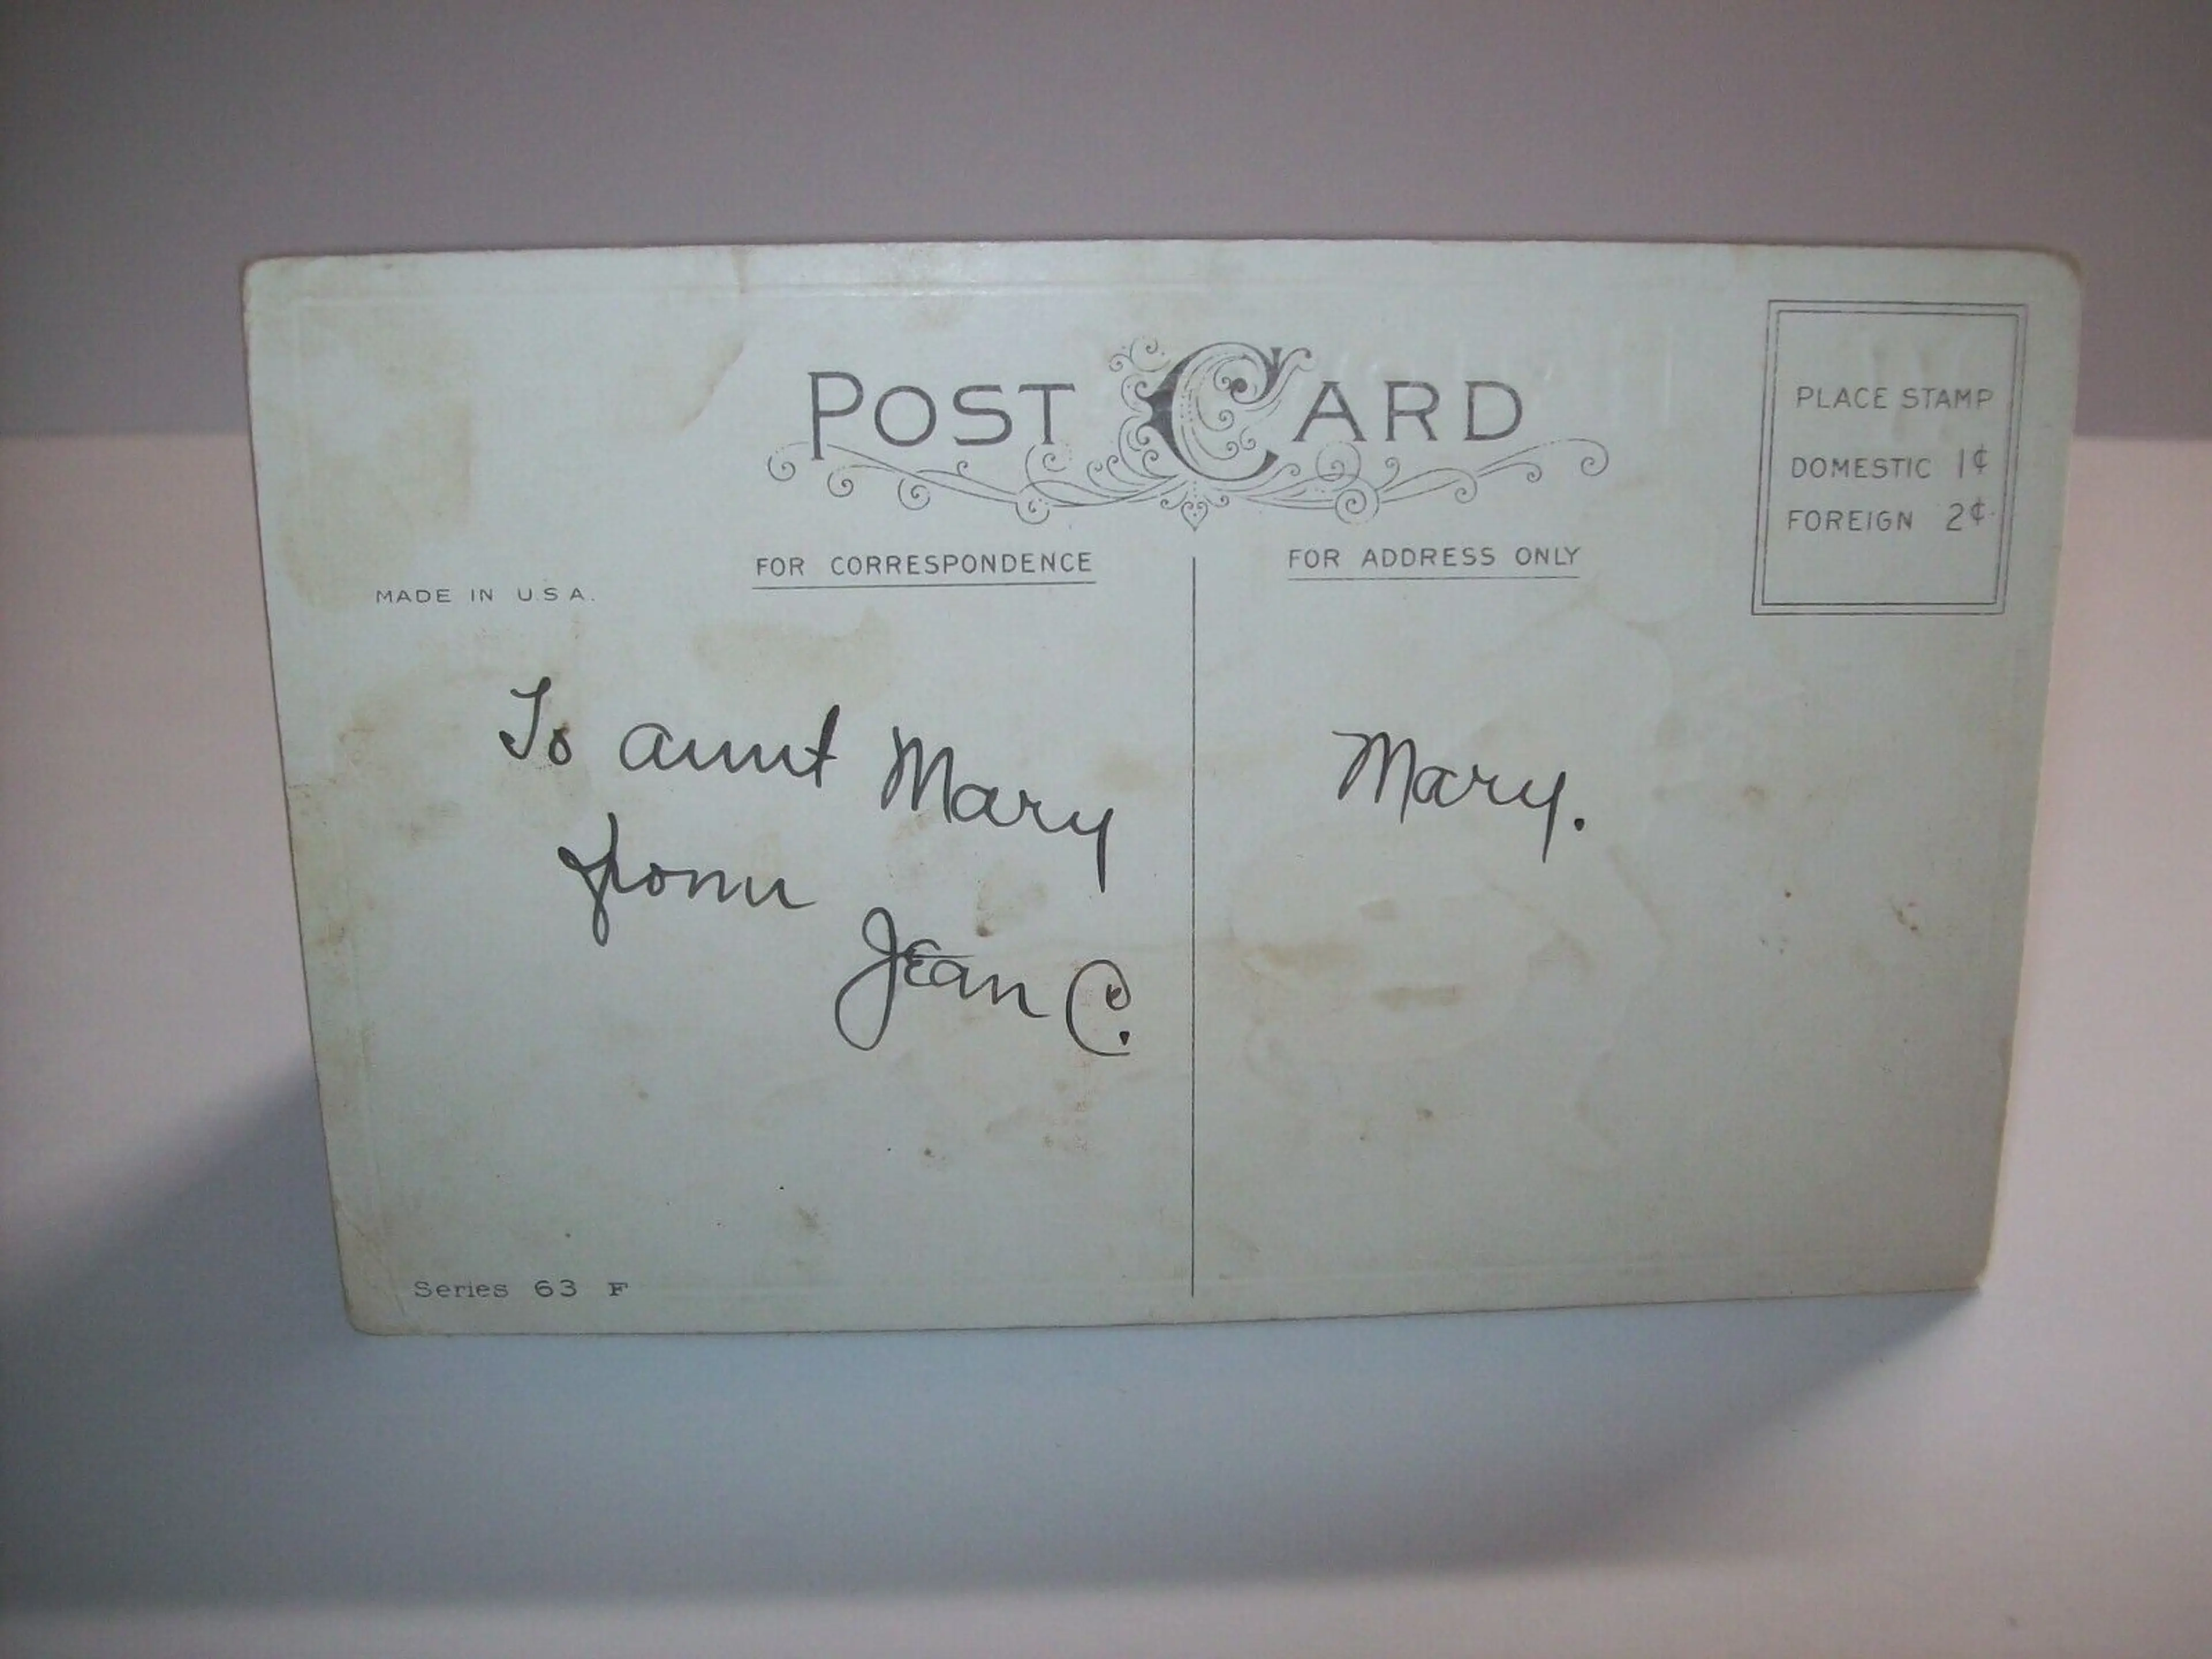 POST CARD
PLACE STAMP
DOMESTIC 1¢
FOREIGN 2¢
MADE IN U.S.A.
FOR CORRESPONDENCE
FOR ADDRESS ONLY
To aunt Mary
from
Jean C.
Mary.
Series 63 F